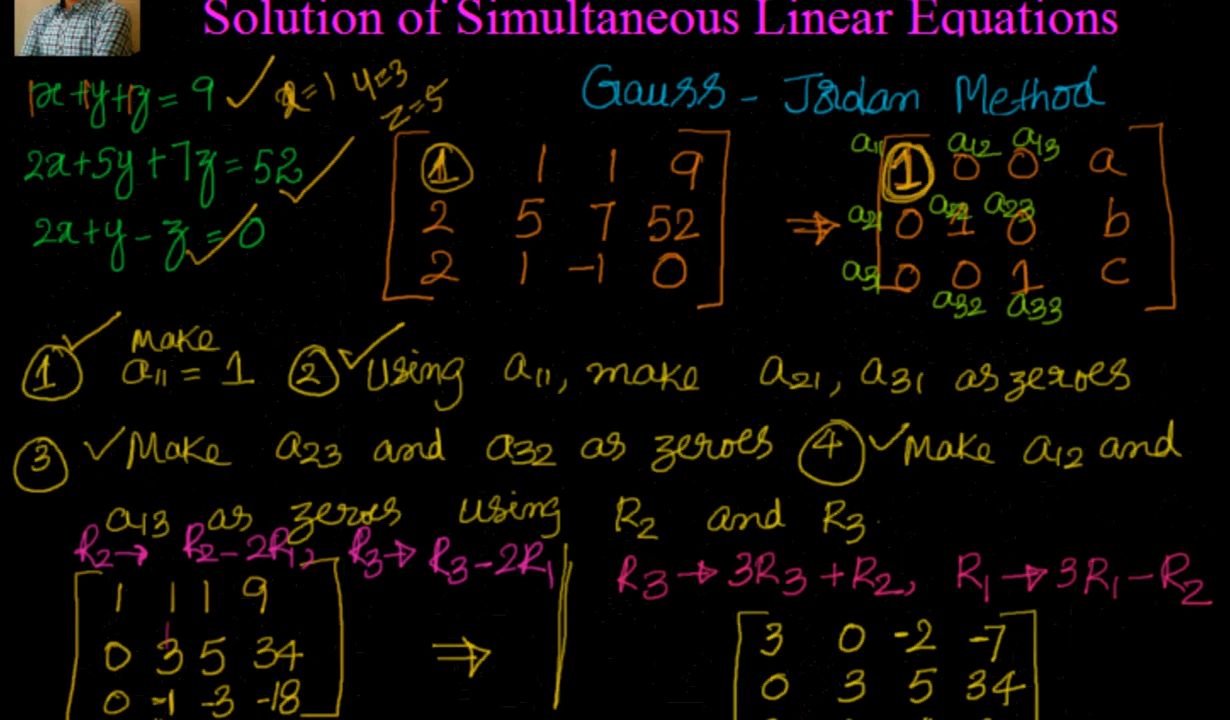 Solution of Simultaneous Linear Equations
Gauss - Jordan Method
x+y+z = 9 ✓ x=1 y=3 z=5
2x+5y+7z = 52 ✓
2x+y-z = 0 ✓
1 1 1 9
2 5 7 52
2 1 -1 0
⇒
a11 a12 a13
1 0 0 a
a21 a22 a23
0 1 0 b
a31 0 0 1 c
a32 a33
① ✓ Make a11 = 1 ② ✓ Using a11, make a21, a31 as zeroes
③ ✓ Make a23 and a32 as zeroes ④ ✓ Make a12 and
a13 as zeroes using R2 and R3.
R2→ R2-2R1, R3→ R3-2R1
R3→3R3+R2, R1→3R1-R2
1 1 1 9
0 3 5 34
0 -1 -3 -18
⇒
3 0 -2 -7
0 3 5 34